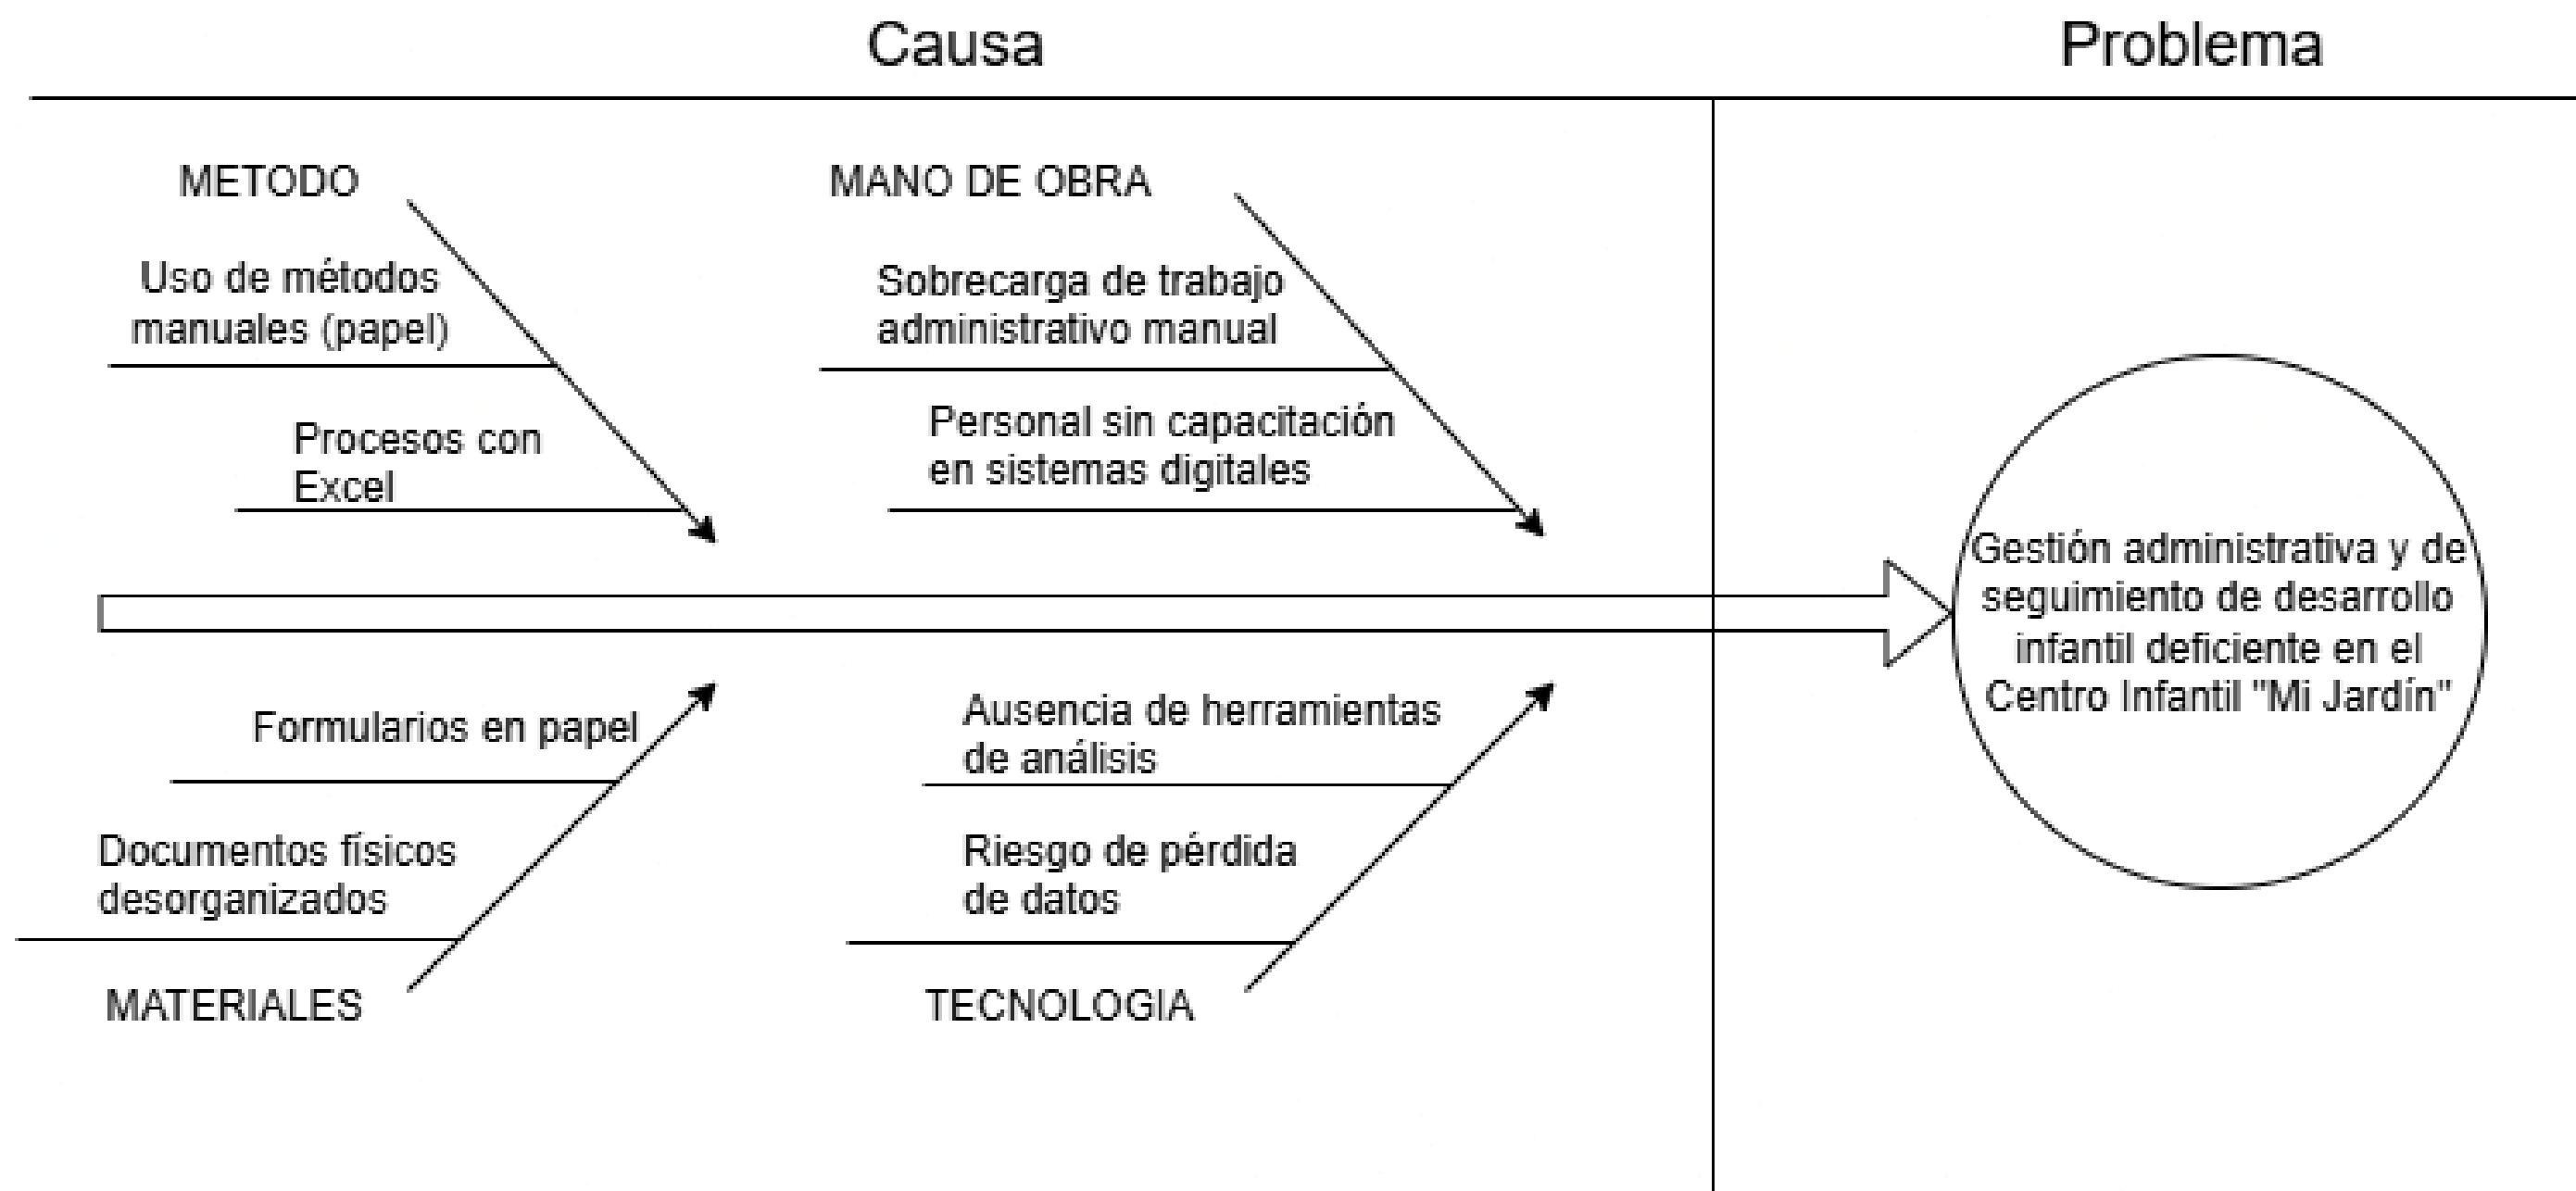 Causa
Problema
METODO
Uso de métodos
manuales (papel)
Procesos con
Excel
MANO DE OBRA
Sobrecarga de trabajo
administrativo manual
Personal sin capacitación
en sistemas digitales
Formularios en papel
Documentos físicos
desorganizados
MATERIALES
Ausencia de herramientas
de análisis
Riesgo de pérdida
de datos
TECNOLOGIA
Gestión administrativa y de
seguimiento de desarrollo
infantil deficiente en el
Centro Infantil "Mi Jardín"